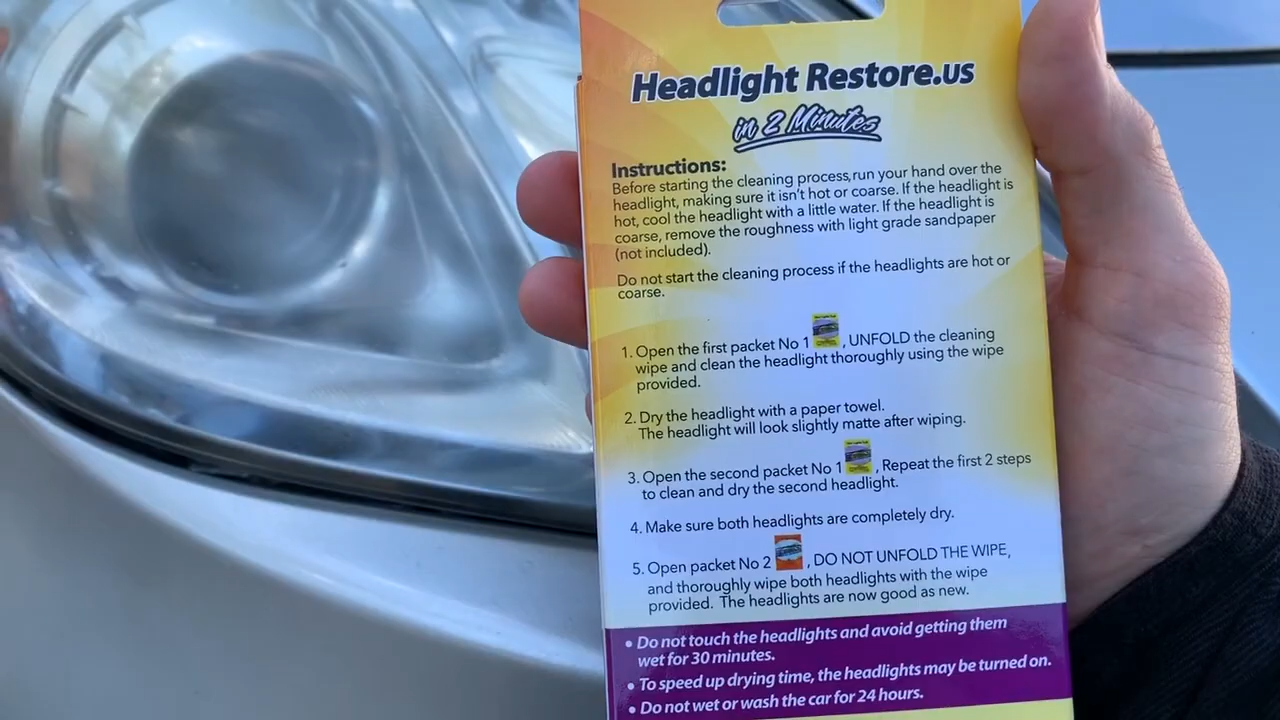 Headlight Restore.us
in 2 Minutes
Instructions:
Before starting the cleaning process, run your hand over the
headlight, making sure it isn't hot or coarse. If the headlight is
hot, cool the headlight with a little water. If the headlight is
coarse, remove the roughness with light grade sandpaper
(not included).
Do not start the cleaning process if the headlights are hot or
coarse.
1. Open the first packet No 1 , UNFOLD the cleaning
wipe and clean the headlight thoroughly using the wipe
provided.
2. Dry the headlight with a paper towel.
The headlight will look slightly matte after wiping.
3. Open the second packet No 1 , Repeat the first 2 steps
to clean and dry the second headlight.
4. Make sure both headlights are completely dry.
5. Open packet No 2 , DO NOT UNFOLD THE WIPE,
and thoroughly wipe both headlights with the wipe
provided. The headlights are now good as new.
• Do not touch the headlights and avoid getting them
wet for 30 minutes.
• To speed up drying time, the headlights may be turned on.
• Do not wet or wash the car for 24 hours.